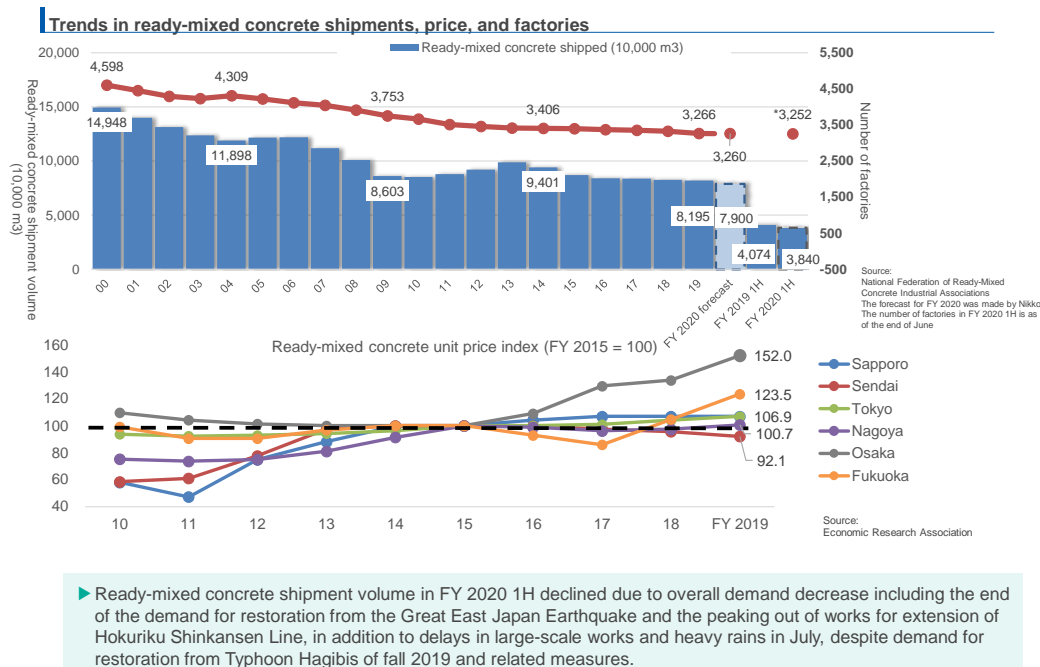 Trends in ready-mixed concrete shipments, price, and factories
Ready-mixed concrete shipped (10,000 m3)
Ready-mixed concrete shipment volume
(10,000 m3)
20,000
15,000
10,000
5,000
0
5,500
4,500
3,500
2,500
1,500
500
-500
Number of factories
4,598
4,309
3,753
3,406
3,266
3,260
*3,252
14,948
11,898
8,603
9,401
8,195
7,900
4,074
3,840
00
01
02
03
04
05
06
07
08
09
10
11
12
13
14
15
16
17
18
19
FY 2020 forecast
FY 2019 1H
FY 2020 1H
Source:
National Federation of Ready-Mixed
Concrete Industrial Associations
The forecast for FY 2020 was made by Nikko
The number of factories in FY 2020 1H is as
of the end of June
Ready-mixed concrete unit price index (FY 2015 = 100)
160
140
120
100
80
60
40
152.0
123.5
106.9
100.7
92.1
10
11
12
13
14
15
16
17
18
FY 2019
Sapporo
Sendai
Tokyo
Nagoya
Osaka
Fukuoka
Source:
Economic Research Association
Ready-mixed concrete shipment volume in FY 2020 1H declined due to overall demand decrease including the end
of the demand for restoration from the Great East Japan Earthquake and the peaking out of works for extension of
Hokuriku Shinkansen Line, in addition to delays in large-scale works and heavy rains in July, despite demand for
restoration from Typhoon Hagibis of fall 2019 and related measures.